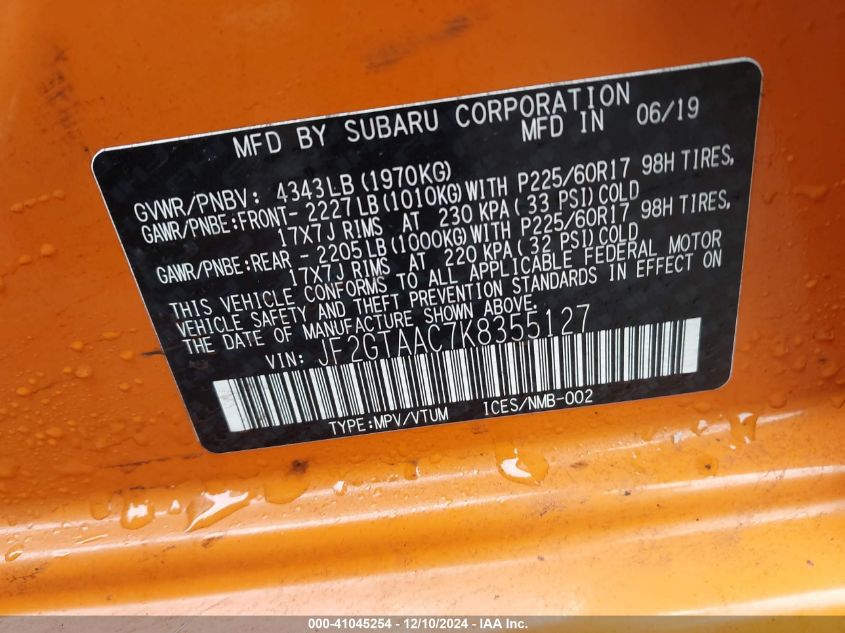 MFD BY SUBARU CORPORATION
MFD IN 06/19
GVWR/PNBV: 4343LB(1970KG)
GAWR/PNBE:FRONT- 2227LB(1010KG)WITH P225/60R17 98H TIRES,
17X7J RIMS AT 230 KPA(33 PSI)COLD
GAWR/PNBE:REAR - 2205LB(1000KG)WITH P225/60R17 98H TIRES,
17X7J RIMS AT 220 KPA(32 PSI)COLD
THIS VEHICLE CONFORMS TO ALL APPLICABLE FEDERAL MOTOR
VEHICLE SAFETY AND THEFT PREVENTION STANDARDS IN EFFECT ON
THE DATE OF MANUFACTURE SHOWN ABOVE.
VIN: JF2GTAAC7K8355127
TYPE:MPV/VTUM ICES/NMB-002
000-41045254 - 12/10/2024 - IAA Inc.